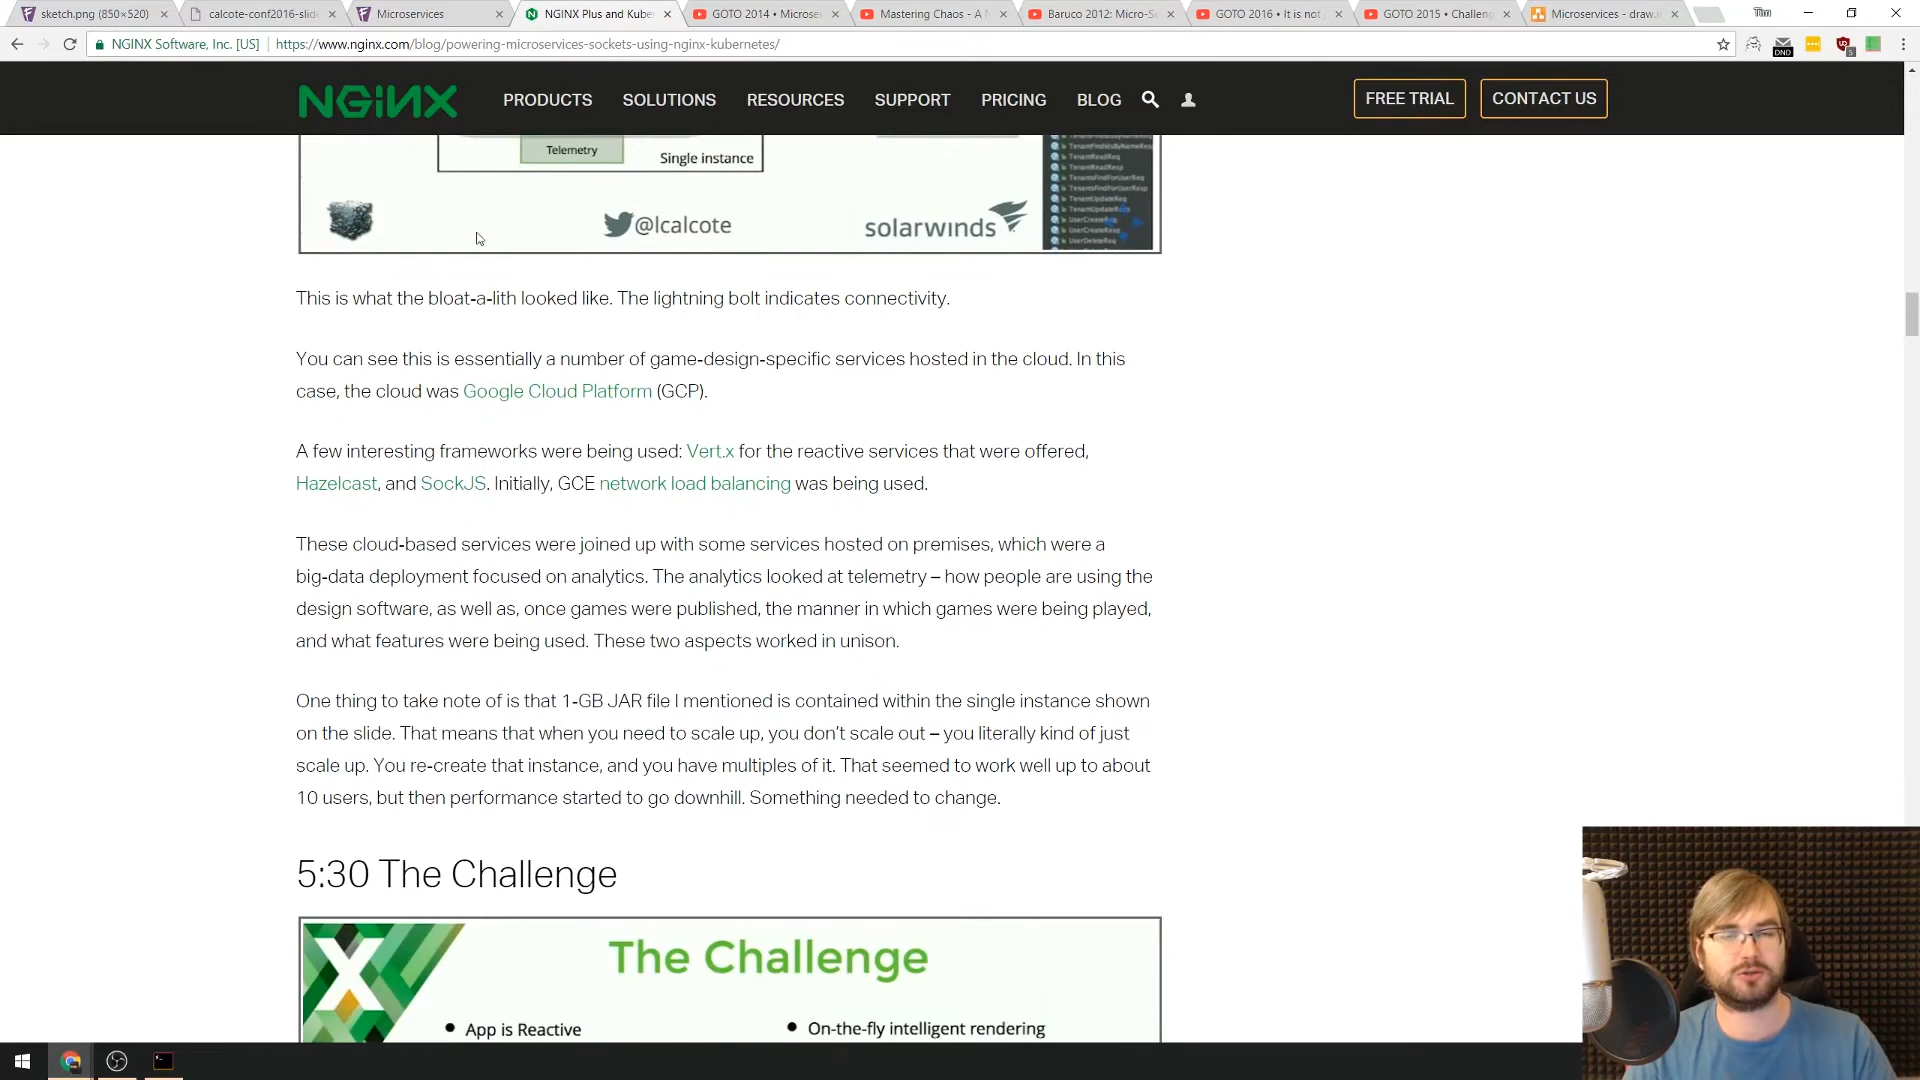 sketch.png (850×520)
calcote-conf2016-slid
Microservices
NGINX Plus and Kube
GOTO 2014 • Microse
Mastering Chaos - A N
Baruco 2012: Micro-S
GOTO 2016 • It is not
GOTO 2015 • Challeng
Microservices - draw.i
Tim
NGINX Software, Inc. [US]
https://www.nginx.com/blog/powering-microservices-sockets-using-nginx-kubernetes/
DND
5
NGINX
PRODUCTS
SOLUTIONS
RESOURCES
SUPPORT
PRICING
BLOG
FREE TRIAL
CONTACT US
Telemetry
Single instance
TenantReadReq
TenantReadResp
TenantsFindForUserReq
TenantsFindForUserResp
TenantUpdateReq
TenantUpdateResp
UserCreateReq
UserCreateResp
UserDeleteReq
@lcalcote
solarwinds
This is what the bloat‑a‑lith looked like. The lightning bolt indicates connectivity.
You can see this is essentially a number of game‑design‑specific services hosted in the cloud. In this
case, the cloud was Google Cloud Platform (GCP).
A few interesting frameworks were being used: Vert.x for the reactive services that were offered,
Hazelcast, and SockJS. Initially, GCE network load balancing was being used.
These cloud‑based services were joined up with some services hosted on premises, which were a
big‑data deployment focused on analytics. The analytics looked at telemetry – how people are using the
design software, as well as, once games were published, the manner in which games were being played,
and what features were being used. These two aspects worked in unison.
One thing to take note of is that 1‑GB JAR file I mentioned is contained within the single instance shown
on the slide. That means that when you need to scale up, you don’t scale out – you literally kind of just
scale up. You re‑create that instance, and you have multiples of it. That seemed to work well up to about
10 users, but then performance started to go downhill. Something needed to change.
5:30 The Challenge
The Challenge
• App is Reactive
• On-the-fly intelligent rendering